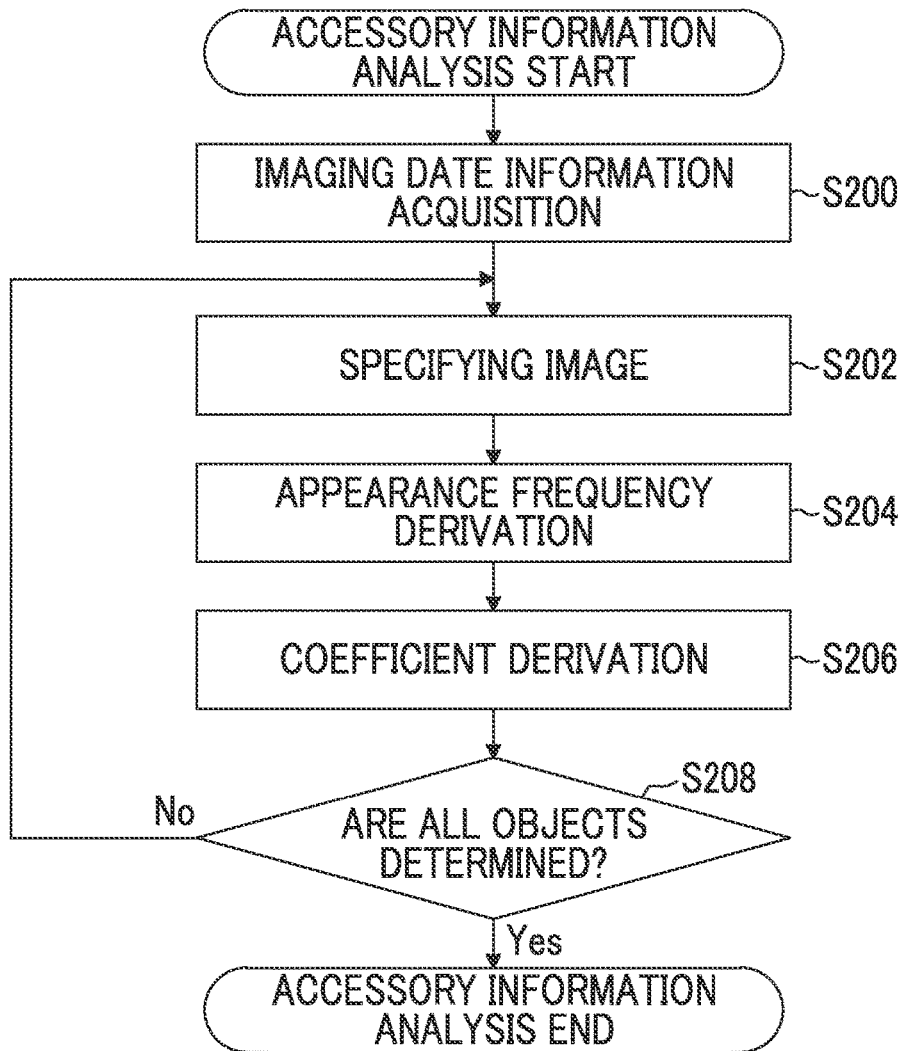 ACCESSORY INFORMATION
ANALYSIS START
IMAGING DATE INFORMATION
ACQUISITION
S200
SPECIFYING IMAGE
S202
APPEARANCE FREQUENCY
DERIVATION
S204
COEFFICIENT DERIVATION
S206
S208
No
ARE ALL OBJECTS
DETERMINED?
Yes
ACCESSORY INFORMATION
ANALYSIS END